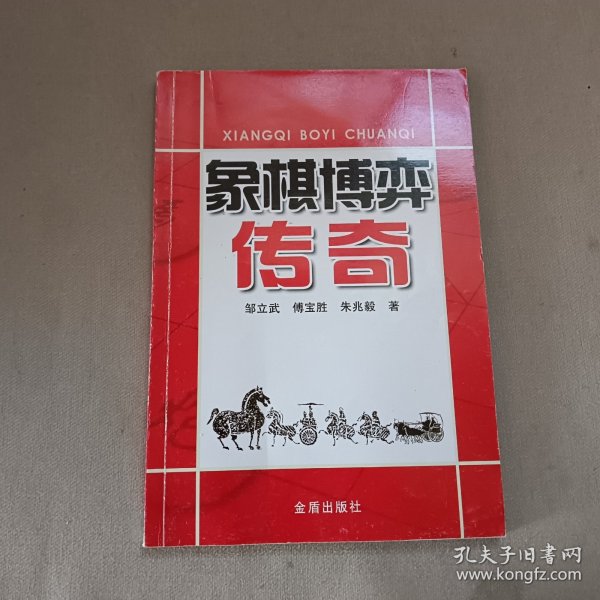 XIANGQI BOYI CHUANQI
象棋博弈
传奇
邹立武 傅宝胜 朱兆毅 著
金盾出版社
孔夫子旧书网
www.kongfz.com